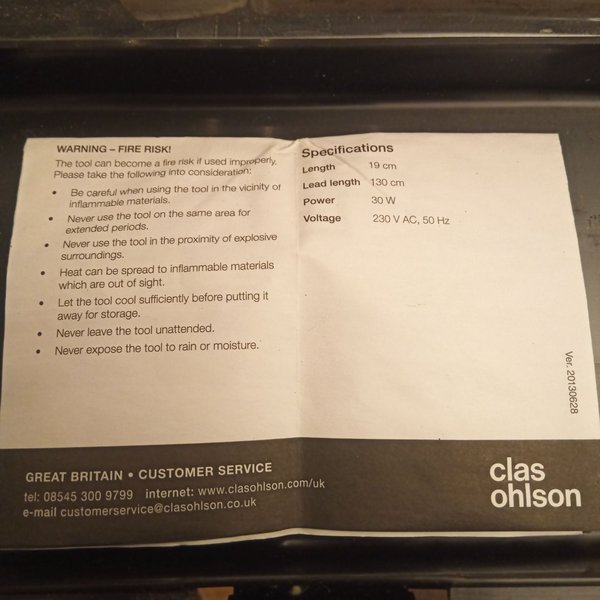 WARNING – FIRE RISK!
The tool can become a fire risk if used improperly.
Please take the following into consideration:
• Be careful when using the tool in the vicinity of
inflammable materials.
• Never use the tool on the same area for
extended periods.
• Never use the tool in the proximity of explosive
surroundings.
• Heat can be spread to inflammable materials
which are out of sight.
• Let the tool cool sufficiently before putting it
away for storage.
• Never leave the tool unattended.
• Never expose the tool to rain or moisture.
Specifications
Length 19 cm
Lead length 130 cm
Power 30 W
Voltage 230 V AC, 50 Hz
Ver. 20130628
GREAT BRITAIN • CUSTOMER SERVICE
tel: 08545 300 9799 internet: www.clasohlson.com/uk
e-mail customerservice@clasohlson.co.uk
clas
ohlson